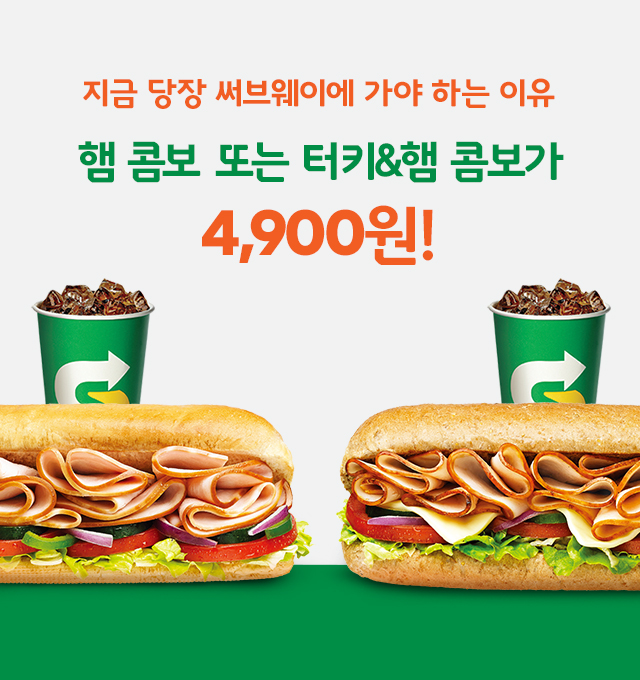 지금 당장 써브웨이에 가야 하는 이유
햄 콤보 또는 터키&햄 콤보가
4,900원!